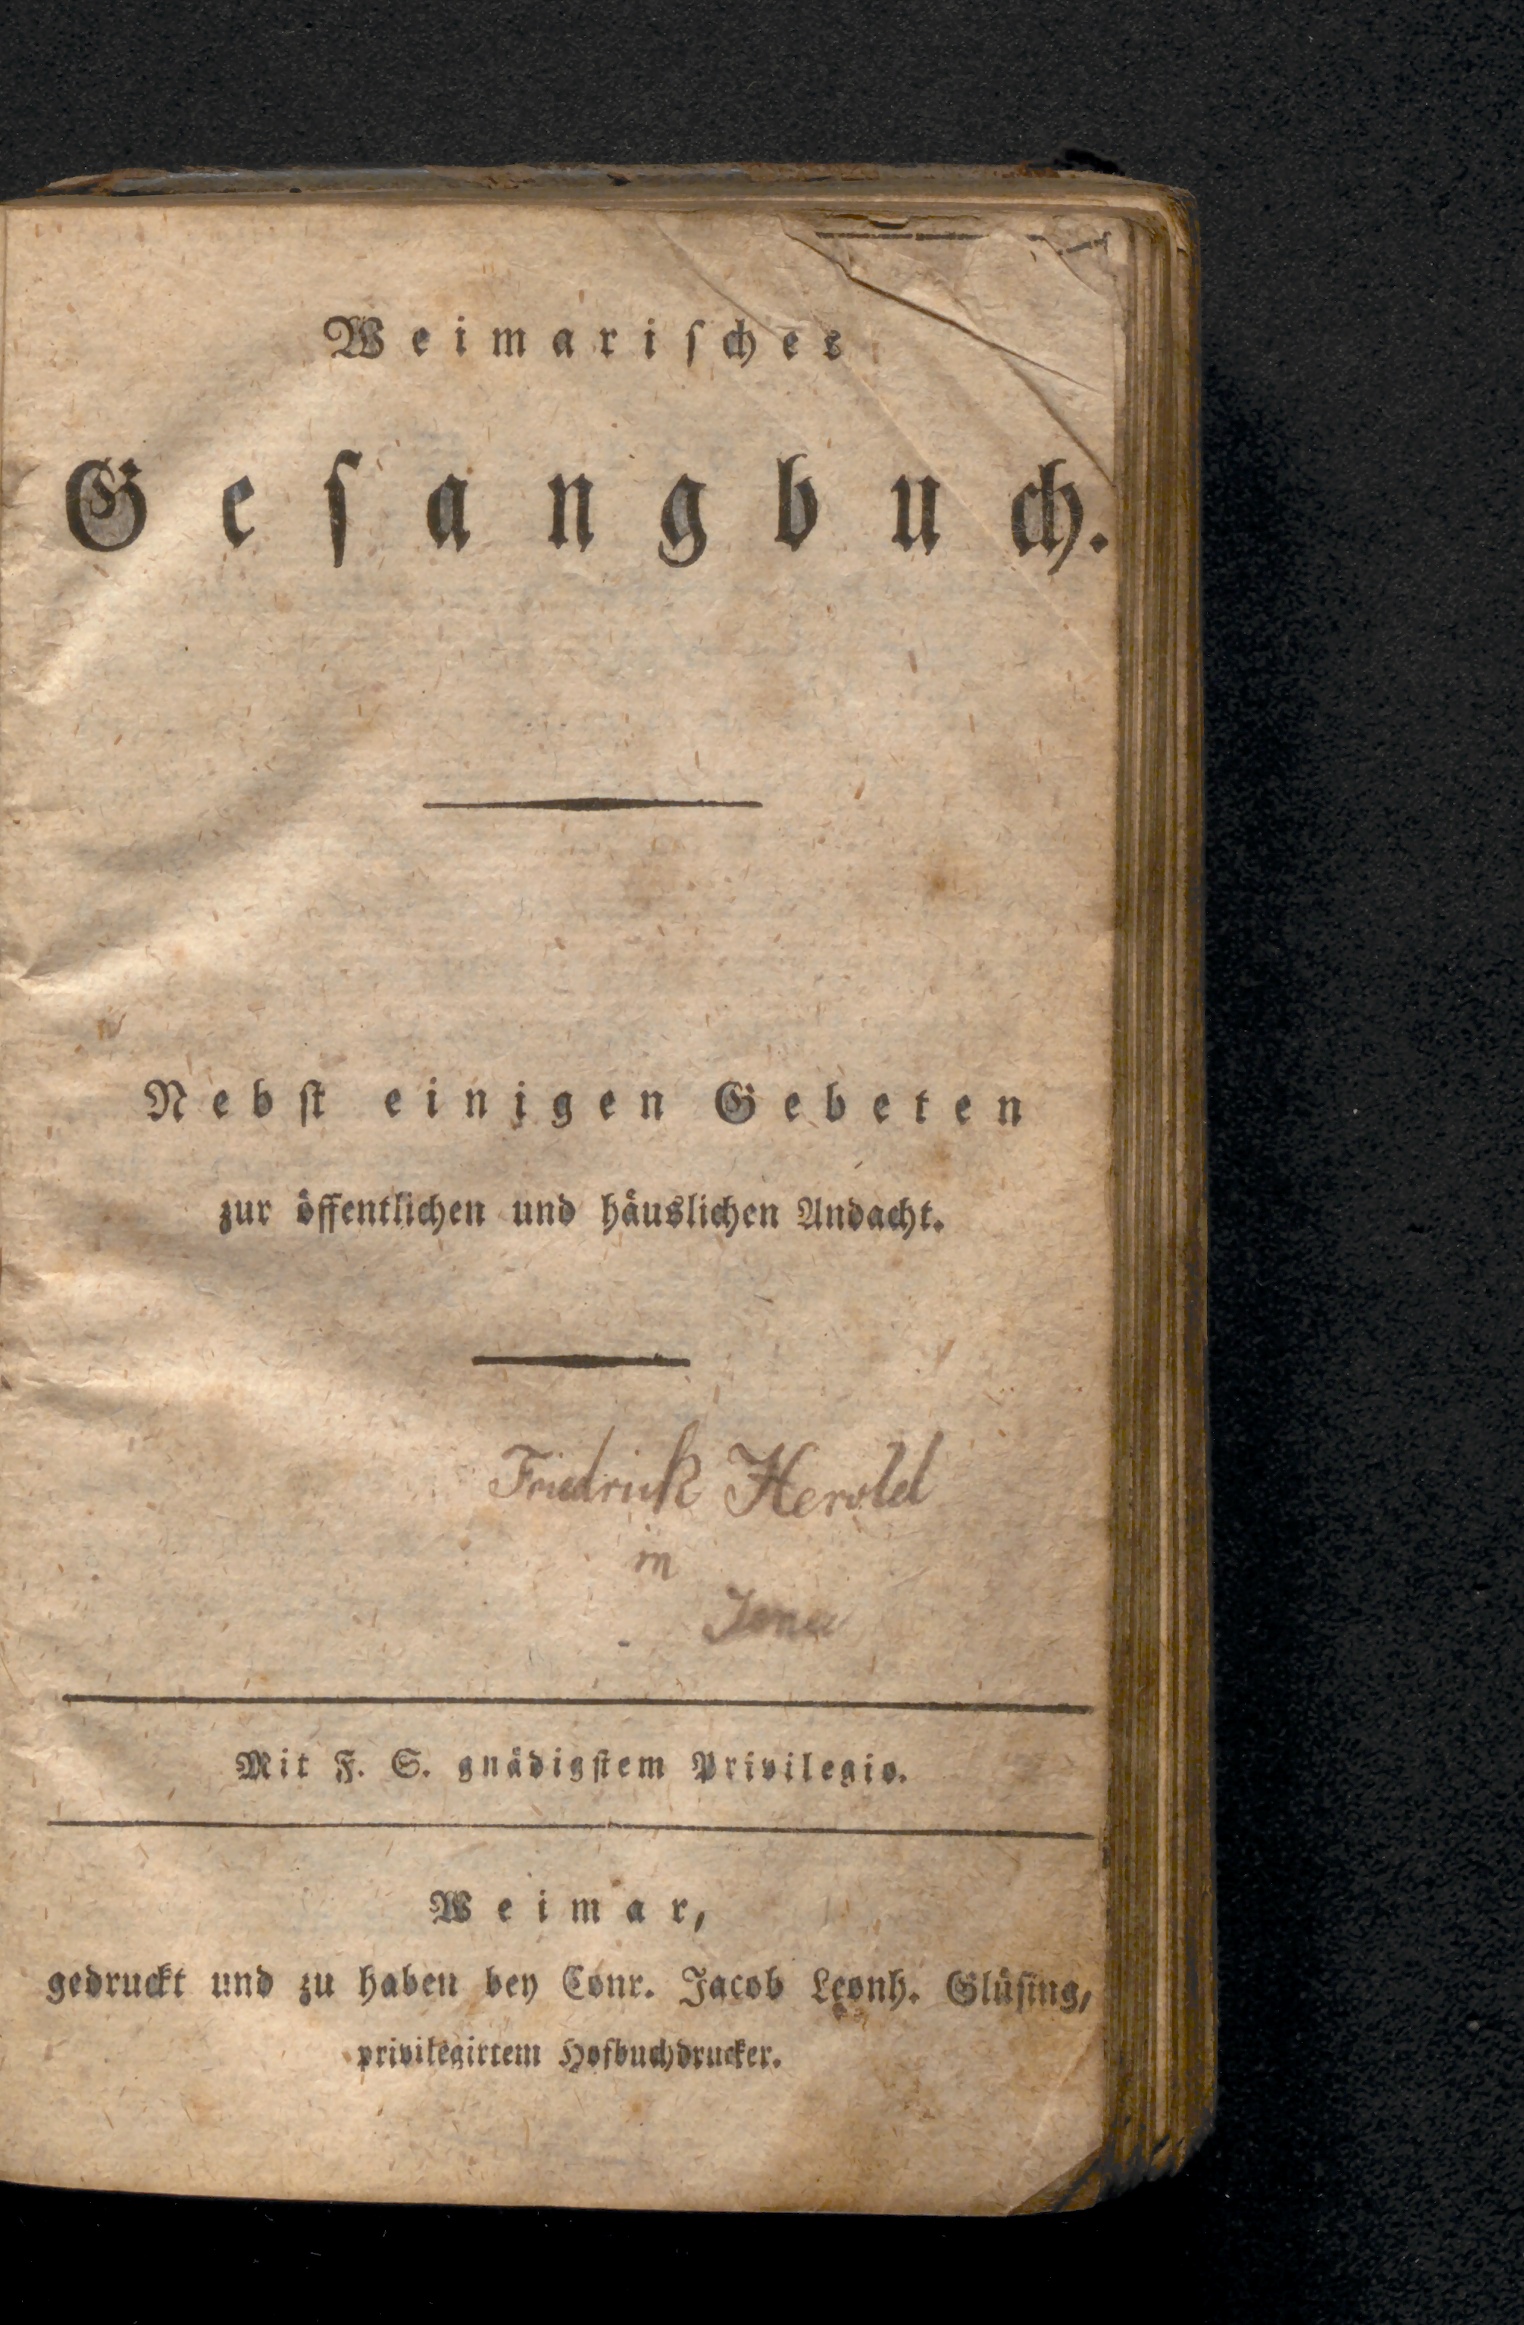 Weimarisches
Gesangbuch.
Nebst einigen Gebeten
zur öffentlichen und häuslichen Andacht.
Friedrick Herold
in
Jena
Mit F. S. gnädigstem Privilegio.
Weimar,
gedruckt und zu haben bey Conr. Jacob Leonh. Glüsing,
privilegirtem Hofbuchdrucker.